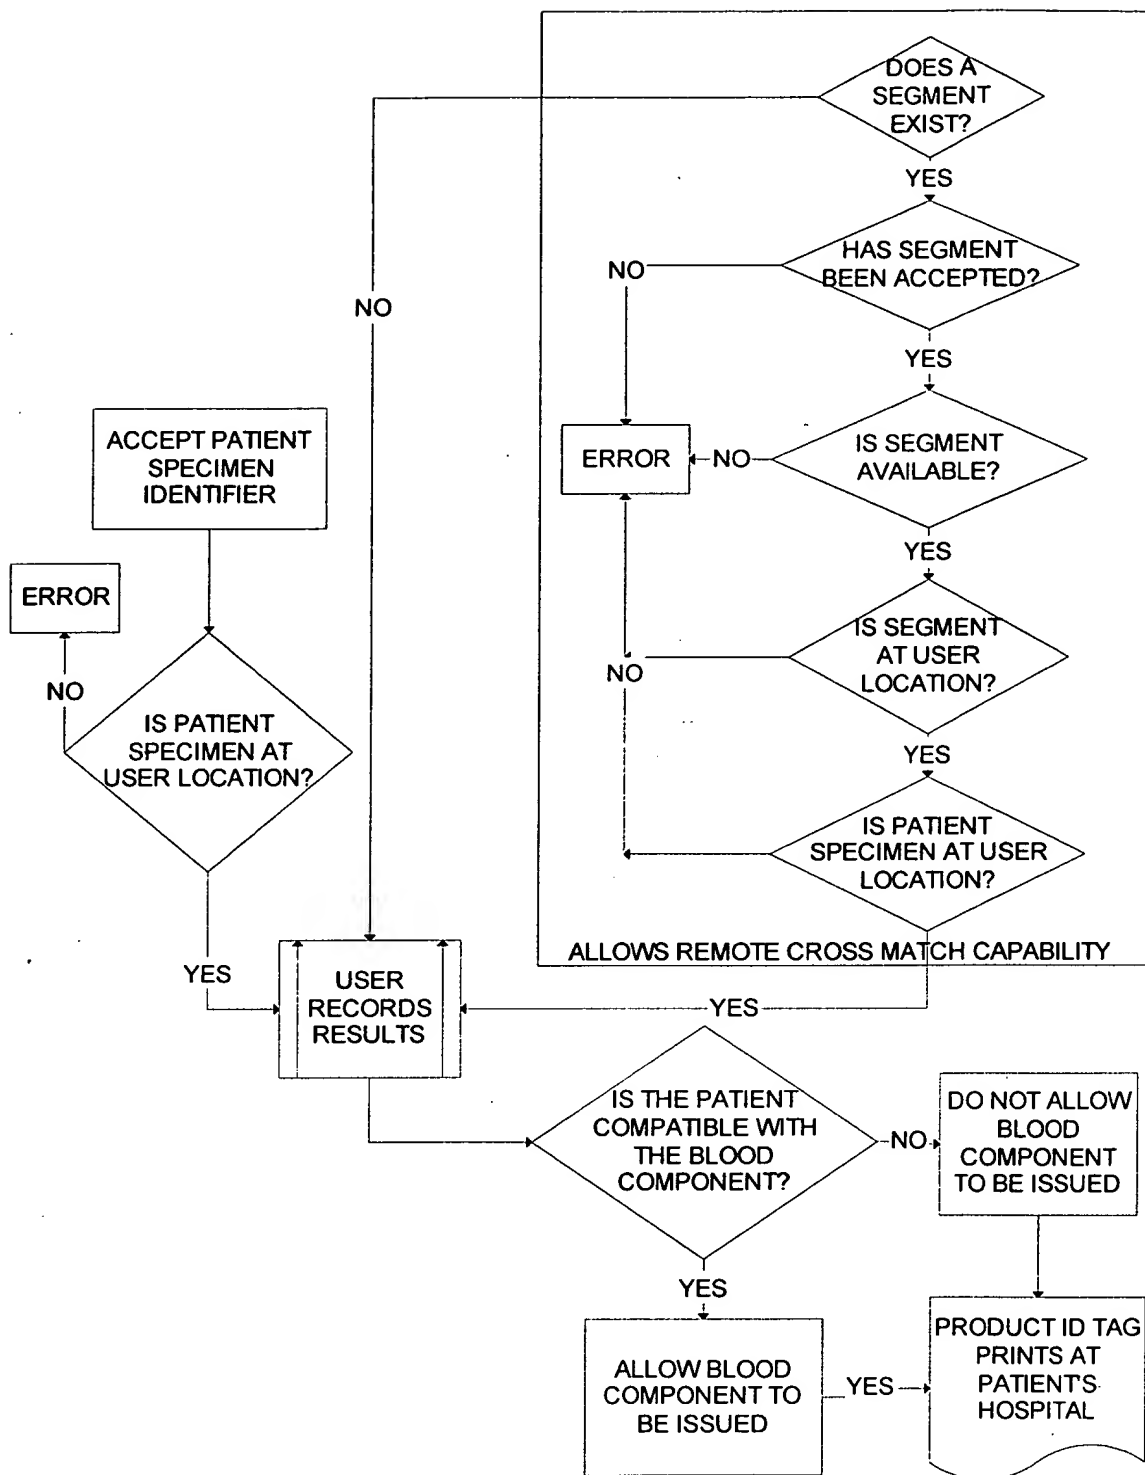 DOES A
SEGMENT
EXIST?
YES
HAS SEGMENT
BEEN ACCEPTED?
NO
NO
YES
ACCEPT PATIENT
SPECIMEN
IDENTIFIER
IS SEGMENT
AVAILABLE?
ERROR
NO
YES
ERROR
IS SEGMENT
AT USER
LOCATION?
NO
NO
IS PATIENT
SPECIMEN AT
USER LOCATION?
YES
IS PATIENT
SPECIMEN AT USER
LOCATION?
ALLOWS REMOTE CROSS MATCH CAPABILITY
YES
USER
RECORDS
RESULTS
YES
IS THE PATIENT
COMPATIBLE WITH
THE BLOOD
COMPONENT?
NO
DO NOT ALLOW
BLOOD
COMPONENT
TO BE ISSUED
YES
ALLOW BLOOD
COMPONENT TO
BE ISSUED
YES
PRODUCT ID TAG
PRINTS AT
PATIENT'S
HOSPITAL